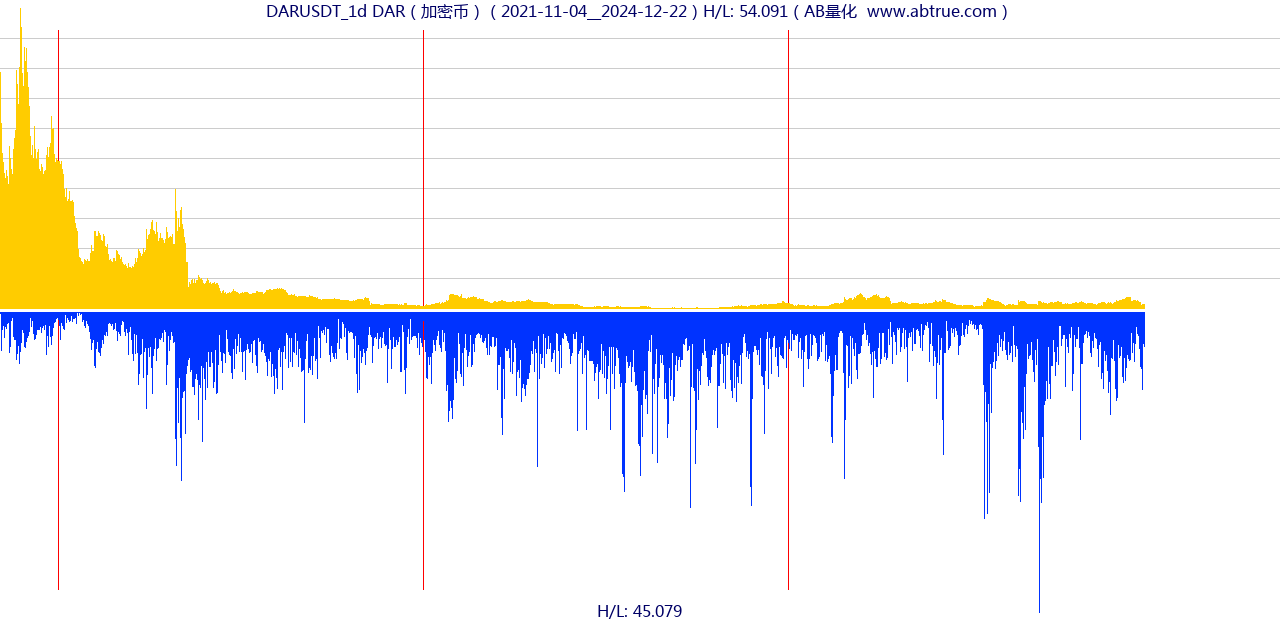 DARUSDT_1d DAR ( 加密币 ) ( 2021-11-04__2024-12-22 ) H/L: 54.091 ( AB量化 www.abtrue.com )
H/L: 45.079